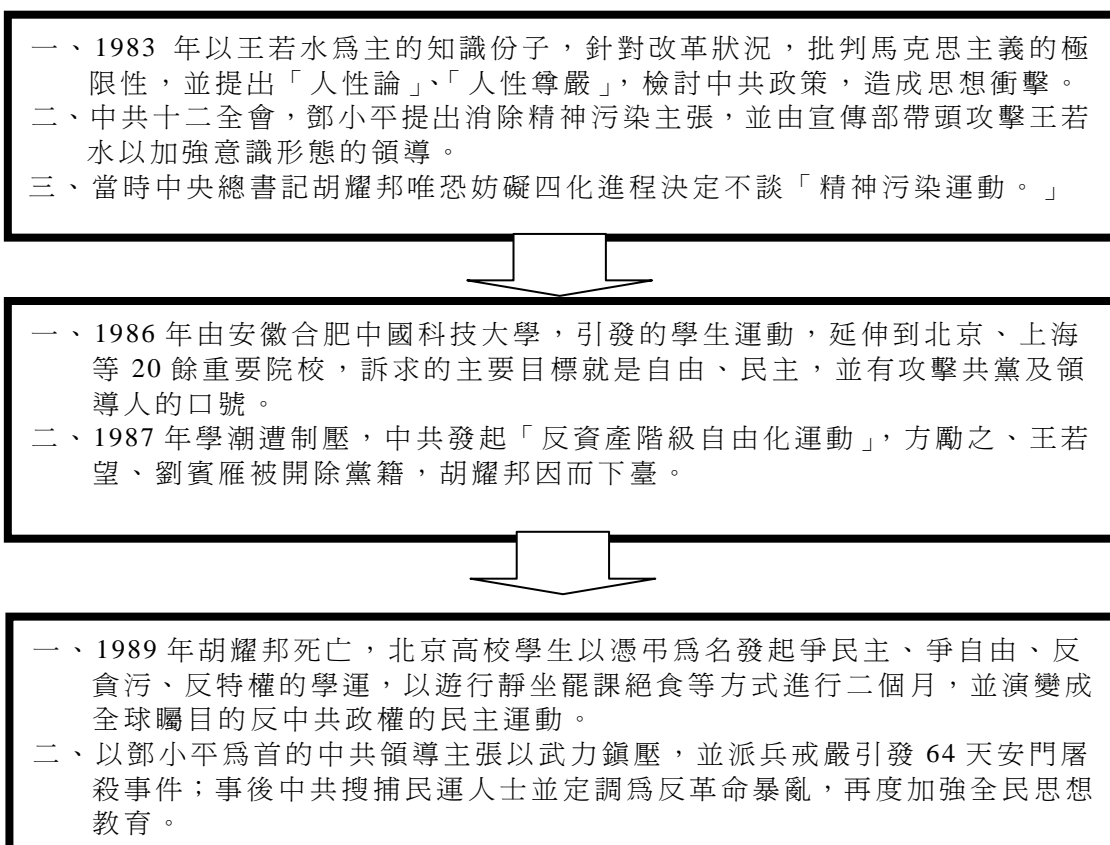 一、1983 年以王若水為主的知識份子，針對改革狀況，批判馬克思主義的極
限性，並提出「人性論」、「人性尊嚴」，檢討中共政策，造成思想衝擊。
二、中共十二全會，鄧小平提出消除精神污染主張，並由宣傳部帶頭攻擊王若
水以加強意識形態的領導。
三、當時中央總書記胡耀邦唯恐妨礙四化進程決定不談「精神污染運動。」
一、1986 年由安徽合肥中國科技大學，引發的學生運動，延伸到北京、上海
等 20 餘重要院校，訴求的主要目標就是自由、民主，並有攻擊共黨及領
導人的口號。
二、1987 年學潮遭制壓，中共發起「反資產階級自由化運動」，方勵之、王若
望、劉賓雁被開除黨籍，胡耀邦因而下臺。
一、1989 年胡耀邦死亡，北京高校學生以憑弔為名發起爭民主、爭自由、反
貪污、反特權的學運，以遊行靜坐罷課絕食等方式進行二個月，並演變成
全球矚目的反中共政權的民主運動。
二、以鄧小平為首的中共領導主張以武力鎮壓，並派兵戒嚴引發 64 天安門屠
殺事件；事後中共搜捕民運人士並定調為反革命暴亂，再度加強全民思想
教育。